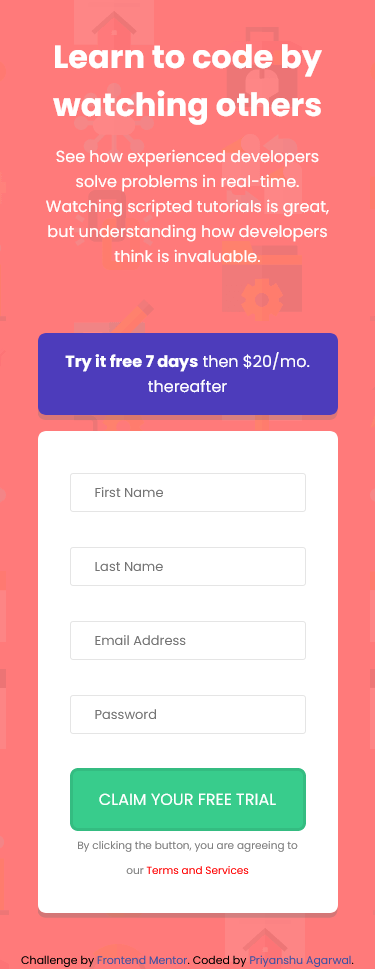 Learn to code by
watching others
See how experienced developers
solve problems in real-time.
Watching scripted tutorials is great,
but understanding how developers
think is invaluable.
Try it free 7 days then $20/mo.
thereafter
First Name
Last Name
Email Address
Password
CLAIM YOUR FREE TRIAL
By clicking the button, you are agreeing to
our Terms and Services
Challenge by Frontend Mentor. Coded by Priyanshu Agarwal.